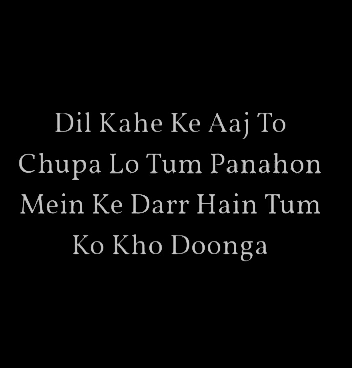 Dil Kahe Ke Aaj To
Chupa Lo Tum Panahon
Mein Ke Darr Hain Tum
Ko Kho Doonga